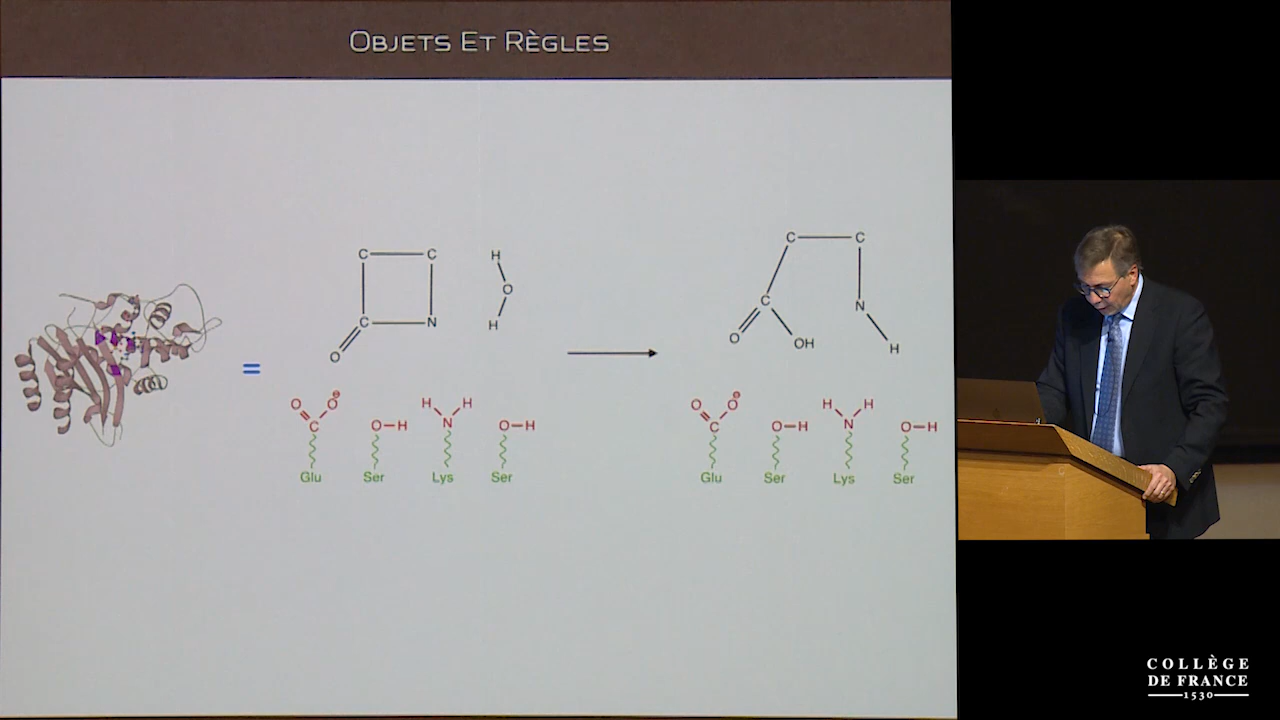 OBJETS ET RÈGLES
C C H
O
C N H
O
=
C C
C N
O OH H
O O⊖ H H
C O–H N O–H
Glu Ser Lys Ser
O O⊖ H H
C O–H N O–H
Glu Ser Lys Ser
COLLÈGE
DE FRANCE
1530